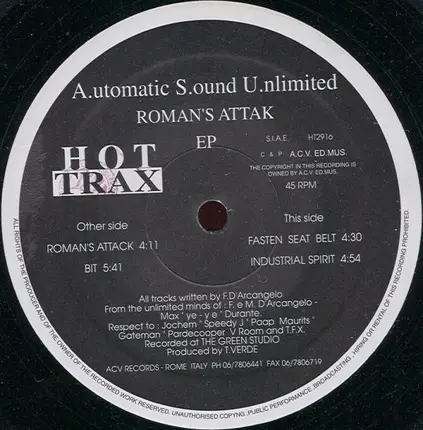 A.utomatic S.ound U.nlimited
ROMAN'S ATTAK
EP
HOT
TRAX
S.I.A.E. HT2916
C & P A.C.V. ED.MUS.
THE COPYRIGHT IN THIS RECORDING IS
OWNED BY A.C.V. ED.MUS.
45 RPM
Other side
ROMAN'S ATTACK 4:11
BIT 5:41
This side
FASTEN SEAT BELT 4:30
INDUSTRIAL SPIRIT 4:54
All tracks written by F.D'Arcangelo
From the unlimited minds of : F. e M. D'Arcangelo -
Max " ye - y e " Durante.
Respect to : Jochem " Speedy J " Paap Maurits "
Gateman " Pardecooper V Room and T.F.X.
Recorded at THE GREEN STUDIO
Produced by T.VERDE
ACV RECORDS - ROME ITALY PH 06/7806441 FAX 06/7806719
ALL RIGHTS OF THE PRODUCER AND OF THE OWNER OF THE RECORDED WORK RESERVED. UNAUTHORISED COPYNG ,PUBLIC PERFORMANCE ,BROADCASTING , HIRING OR RENTAL OF THIS RECORDING PROHIBITED.